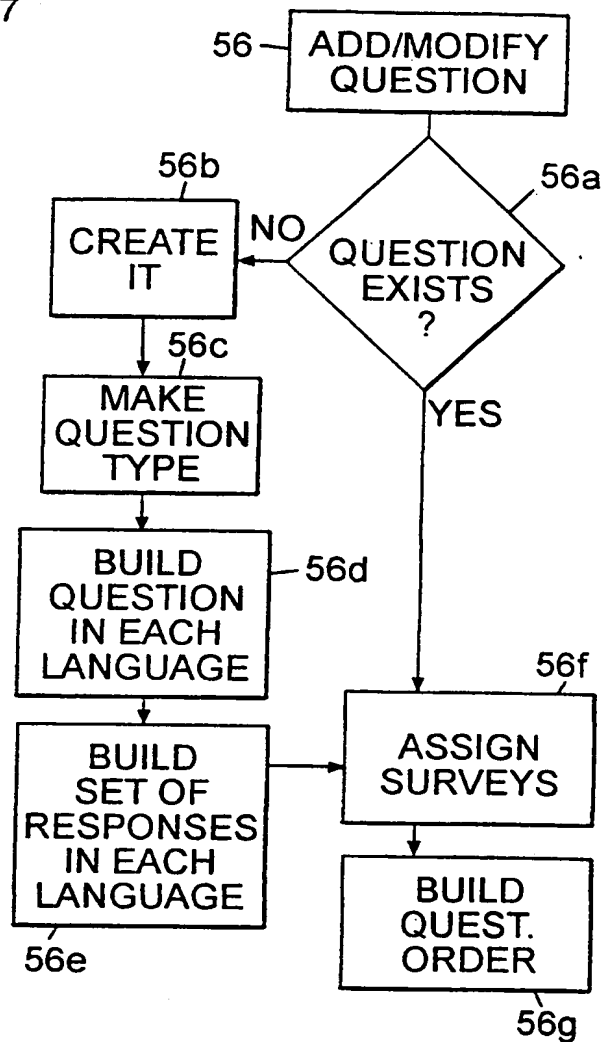 7
56
ADD/MODIFY
QUESTION
56a
QUESTION
EXISTS
?
NO
YES
56b
CREATE
IT
56c
MAKE
QUESTION
TYPE
56d
BUILD
QUESTION
IN EACH
LANGUAGE
BUILD
SET OF
RESPONSES
IN EACH
LANGUAGE
56e
56f
ASSIGN
SURVEYS
BUILD
QUEST.
ORDER
56g